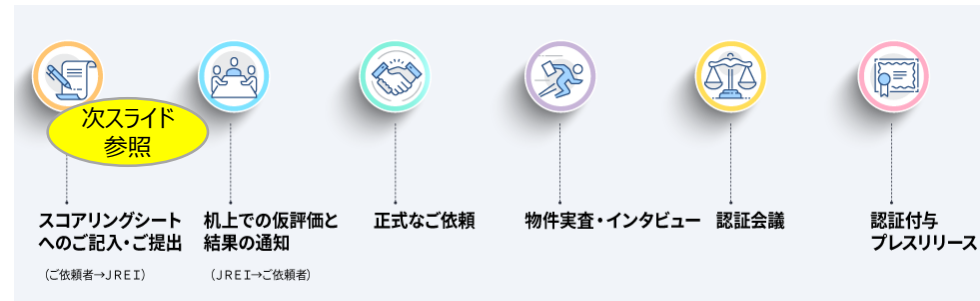 次スライド
参照
スコアリングシート
へのご記入・ご提出
（ご依頼者→ＪＲＥＩ）
机上での仮評価と
結果の通知
（ＪＲＥＩ→ご依頼者）
正式なご依頼
物件実査・インタビュー
認証会議
認証付与
プレスリリース